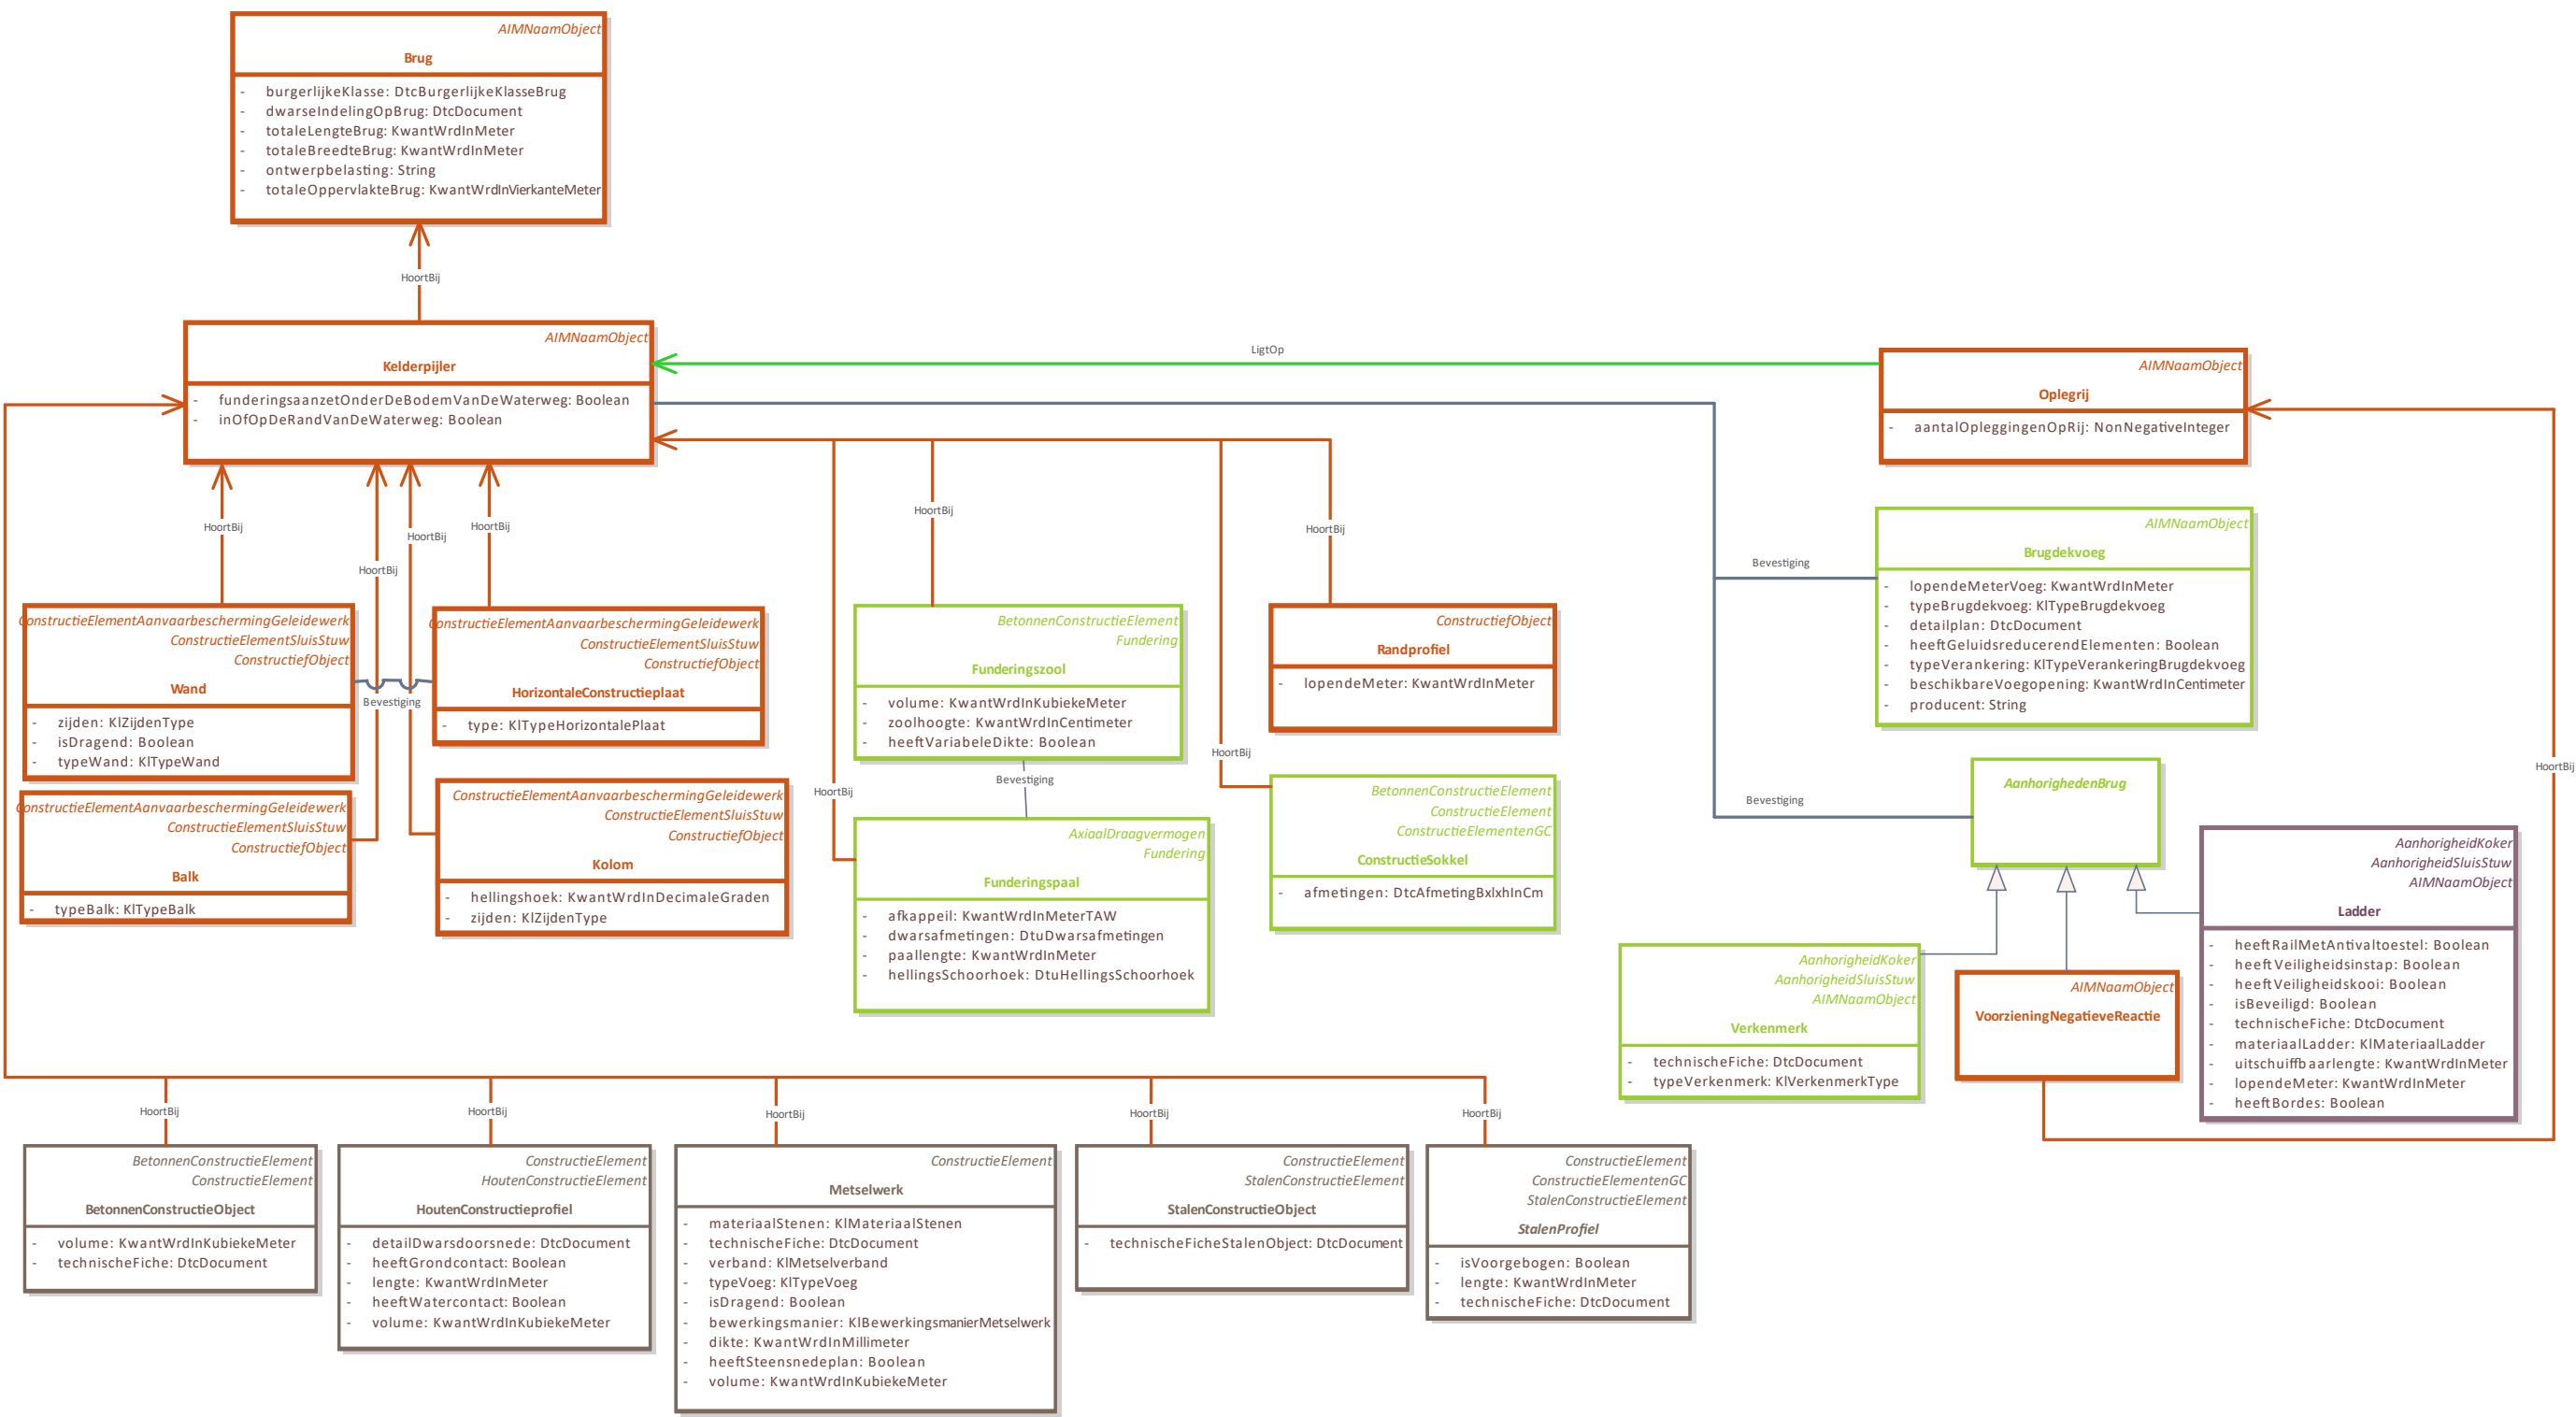 AIMNaamObject
Brug
- burgerlijkeKlasse: DtcBurgerlijkeKlasseBrug
- dwarseIndelingOpBrug: DtcDocument
- totaleLengteBrug: KwantWrdInMeter
- totaleBreedteBrug: KwantWrdInMeter
- ontwerpbelasting: String
- totaleOppervlakteBrug: KwantWrdInVierkanteMeter
HoortBij
AIMNaamObject
Kelderpijler
- funderingsaanzetOnderDeBodemVanDeWaterweg: Boolean
- inOfOpDeRandVanDeWaterweg: Boolean
LigtOp
AIMNaamObject
Oplegrij
- aantalOpleggingenOpRij: NonNegativeInteger
HoortBij
HoortBij
HoortBij
HoortBij
HoortBij
HoortBij
HoortBij
HoortBij
HoortBij
Bevestiging
Bevestiging
AIMNaamObject
Brugdekvoeg
- lopendeMeterVoeg: KwantWrdInMeter
- typeBrugdekvoeg: KlTypeBrugdekvoeg
- detailplan: DtcDocument
- heeftGeluidsreducerendElementen: Boolean
- typeVerankering: KlTypeVerankeringBrugdekvoeg
- beschikbareVoegopening: KwantWrdInCentimeter
- producent: String
ConstructieElementAanvaarbeschermingGeleidewerk
ConstructieElementSluisStuw
ConstructiefObject
Wand
- zijden: KlZijdenType
- isDragend: Boolean
- typeWand: KlTypeWand
Bevestiging
ConstructieElementAanvaarbeschermingGeleidewerk
ConstructieElementSluisStuw
ConstructiefObject
HorizontaleConstructieplaat
- type: KlTypeHorizontalePlaat
BetonnenConstructieElement
Fundering
Funderingszool
- volume: KwantWrdInKubiekeMeter
- zoolhoogte: KwantWrdInCentimeter
- heeftVariabeleDikte: Boolean
Bevestiging
ConstructiefObject
Randprofiel
- lopendeMeter: KwantWrdInMeter
ConstructieElementAanvaarbeschermingGeleidewerk
ConstructieElementSluisStuw
ConstructiefObject
Balk
- typeBalk: KlTypeBalk
ConstructieElementAanvaarbeschermingGeleidewerk
ConstructieElementSluisStuw
ConstructiefObject
Kolom
- hellingshoek: KwantWrdInDecimaleGraden
- zijden: KlZijdenType
AxiaalDraagvermogen
Fundering
Funderingspaal
- afkappeil: KwantWrdInMeterTAW
- dwarsafmetingen: DtuDwarsafmetingen
- paallengte: KwantWrdInMeter
- hellingsSchoorhoek: DtuHellingsSchoorhoek
BetonnenConstructieElement
ConstructieElement
ConstructieElementenGC
ConstructieSokkel
- afmetingen: DtcAfmetingBxlxhInCm
AanhorighedenBrug
AanhorigheidKoker
AanhorigheidSluisStuw
AIMNaamObject
Ladder
- heeftRailMetAntivaltoestel: Boolean
- heeftVeiligheidsinstap: Boolean
- heeftVeiligheidskooi: Boolean
- isBeveiligd: Boolean
- technischeFiche: DtcDocument
- materiaalLadder: KlMateriaalLadder
- uitschuifbaarlengte: KwantWrdInMeter
- lopendeMeter: KwantWrdInMeter
- heeftBordes: Boolean
AanhorigheidKoker
AanhorigheidSluisStuw
AIMNaamObject
Verkenmerk
- technischeFiche: DtcDocument
- typeVerkenmerk: KlVerkenmerkType
AIMNaamObject
VoorzieningNegatieveReactie
HoortBij
HoortBij
HoortBij
HoortBij
HoortBij
BetonnenConstructieElement
ConstructieElement
BetonnenConstructieObject
- volume: KwantWrdInKubiekeMeter
- technischeFiche: DtcDocument
ConstructieElement
HoutenConstructieElement
HoutenConstructieprofiel
- detailDwarsdoorsnede: DtcDocument
- heeftGrondcontact: Boolean
- lengte: KwantWrdInMeter
- heeftWatercontact: Boolean
- volume: KwantWrdInKubiekeMeter
ConstructieElement
Metselwerk
- materiaalStenen: KlMateriaalStenen
- technischeFiche: DtcDocument
- verband: KlMetselverband
- typeVoeg: KlTypeVoeg
- isDragend: Boolean
- bewerkingsmanier: KlBewerkingsmanierMetselwerk
- dikte: KwantWrdInMillimeter
- heeftSteensnedeplan: Boolean
- volume: KwantWrdInKubiekeMeter
ConstructieElement
StalenConstructieElement
StalenConstructieObject
- technischeFicheStalenObject: DtcDocument
ConstructieElement
ConstructieElementenGC
StalenConstructieElement
StalenProfiel
- isVoorgebogen: Boolean
- lengte: KwantWrdInMeter
- technischeFiche: DtcDocument